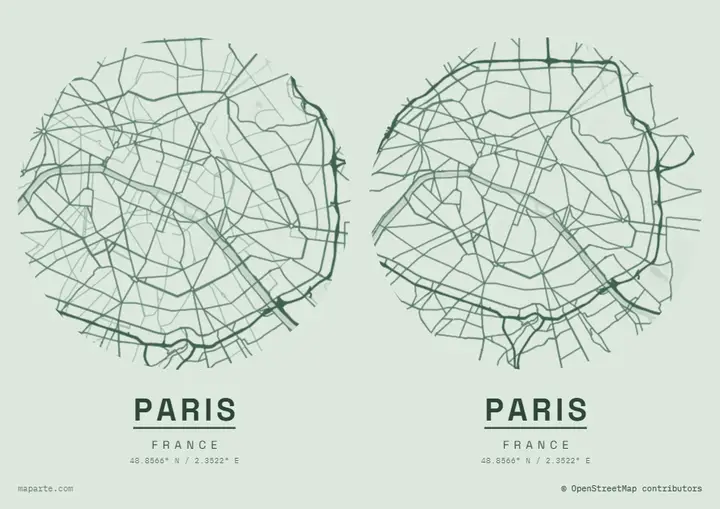 PARIS
FRANCE
48.8566° N / 2.3522° E
PARIS
FRANCE
48.8566° N / 2.3522° E
maparte.com
© OpenStreetMap contributors